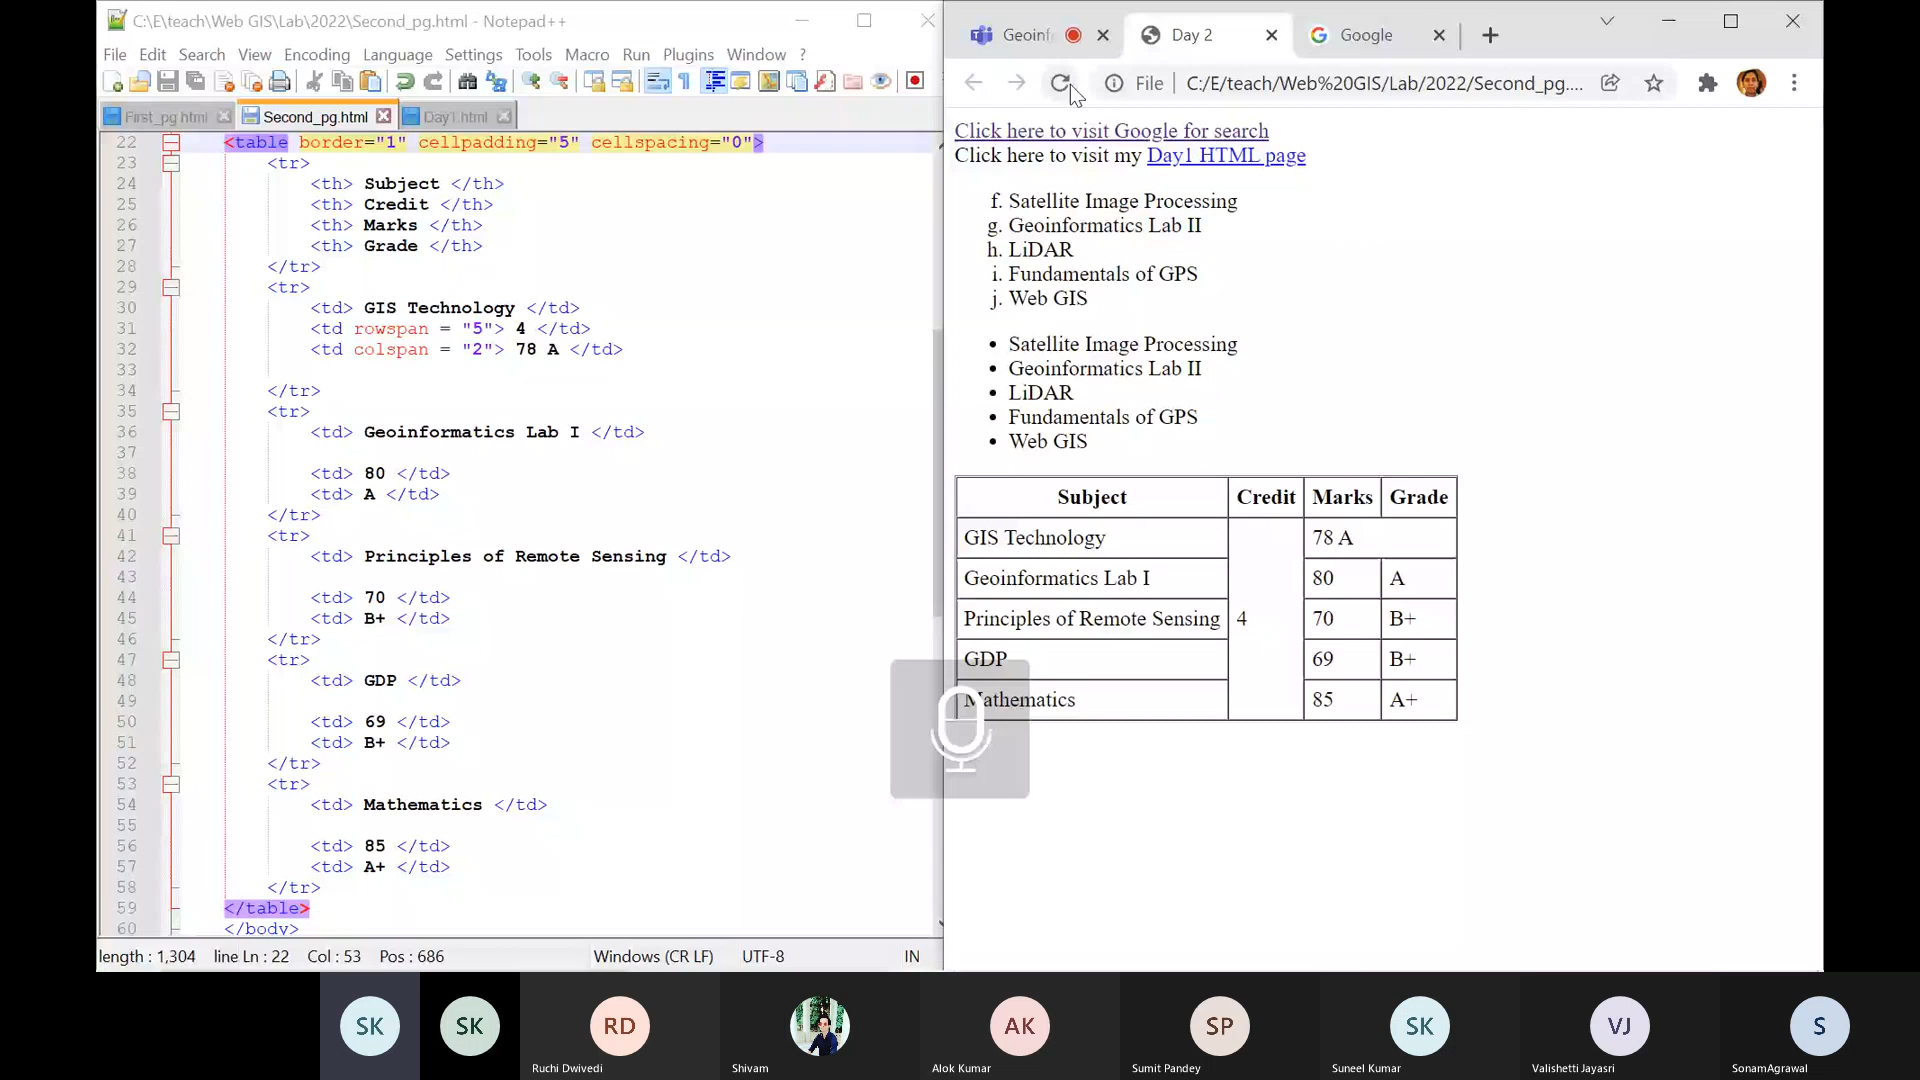 C:\E\teach\Web GIS\Lab\2022\Second_pg.html - Notepad++
File Edit Search View Encoding Language Settings Tools Macro Run Plugins Window ?
First_pg.html Second_pg.html Day1.html
22 <table border="1" cellpadding="5" cellspacing="0">
23 <tr>
24 <th> Subject </th>
25 <th> Credit </th>
26 <th> Marks </th>
27 <th> Grade </th>
28 </tr>
29 <tr>
30 <td> GIS Technology </td>
31 <td rowspan = "5"> 4 </td>
32 <td colspan = "2"> 78 A </td>
33
34 </tr>
35 <tr>
36 <td> Geoinformatics Lab I </td>
37
38 <td> 80 </td>
39 <td> A </td>
40 </tr>
41 <tr>
42 <td> Principles of Remote Sensing </td>
43
44 <td> 70 </td>
45 <td> B+ </td>
46 </tr>
47 <tr>
48 <td> GDP </td>
49
50 <td> 69 </td>
51 <td> B+ </td>
52 </tr>
53 <tr>
54 <td> Mathematics </td>
55
56 <td> 85 </td>
57 <td> A+ </td>
58 </tr>
59 </table>
60 </body>
length : 1,304 line Ln : 22 Col : 53 Pos : 686 Windows (CR LF) UTF-8 IN
Geoinf Day 2 Google
File C:/E/teach/Web%20GIS/Lab/2022/Second_pg....
Click here to visit Google for search
Click here to visit my Day1 HTML page
f. Satellite Image Processing
g. Geoinformatics Lab II
h. LiDAR
i. Fundamentals of GPS
j. Web GIS
• Satellite Image Processing
• Geoinformatics Lab II
• LiDAR
• Fundamentals of GPS
• Web GIS
Subject Credit Marks Grade
GIS Technology 78 A
Geoinformatics Lab I 80 A
Principles of Remote Sensing 4 70 B+
GDP 69 B+
Mathematics 85 A+
SK SK RD AK SP SK VJ S
Ruchi Dwivedi Shivam Alok Kumar Sumit Pandey Suneel Kumar Valishetti Jayasri SonamAgrawal